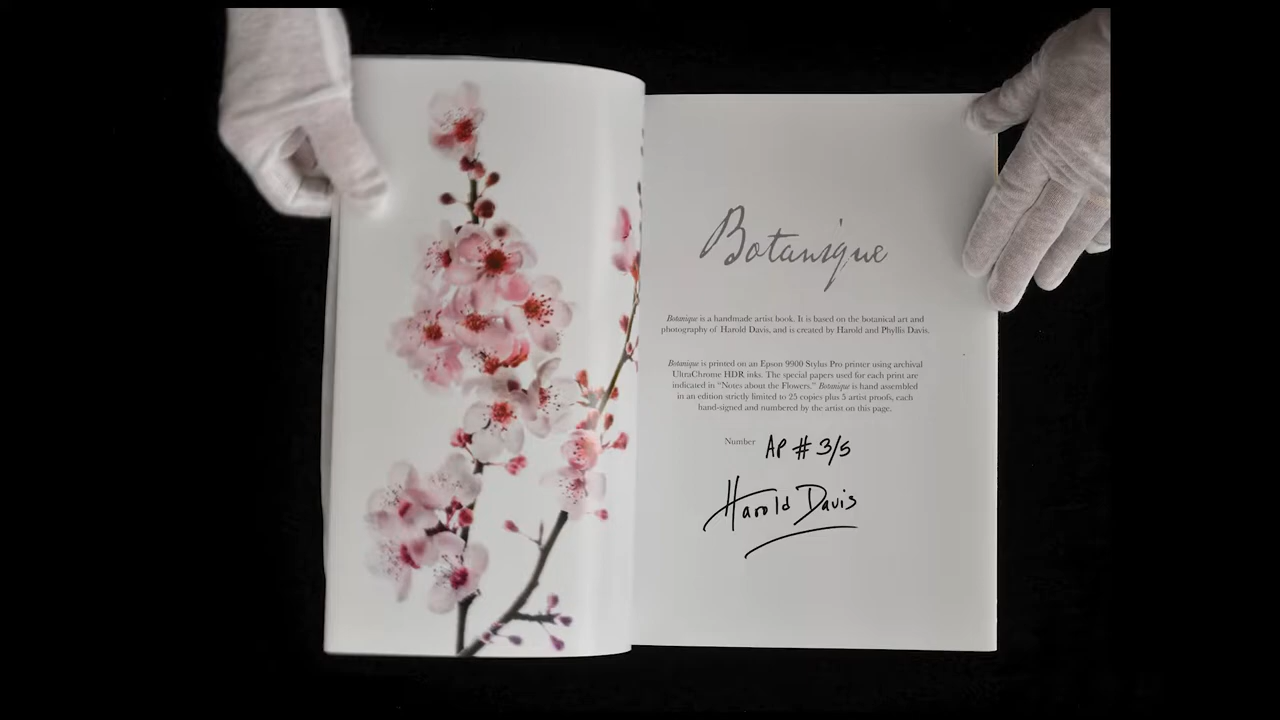 Botanique
Botanique is a handmade artist book. It is based on the botanical art and
photography of Harold Davis, and is created by Harold and Phyllis Davis.
Botanique is printed on an Epson 9900 Stylus Pro printer using archival
UltraChrome HDR inks. The special papers used for each print are
indicated in “Notes about the Flowers.” Botanique is hand assembled
in an edition strictly limited to 25 copies plus 5 artist proofs, each
hand-signed and numbered by the artist on this page.
Number AP # 3/5
Harold Davis